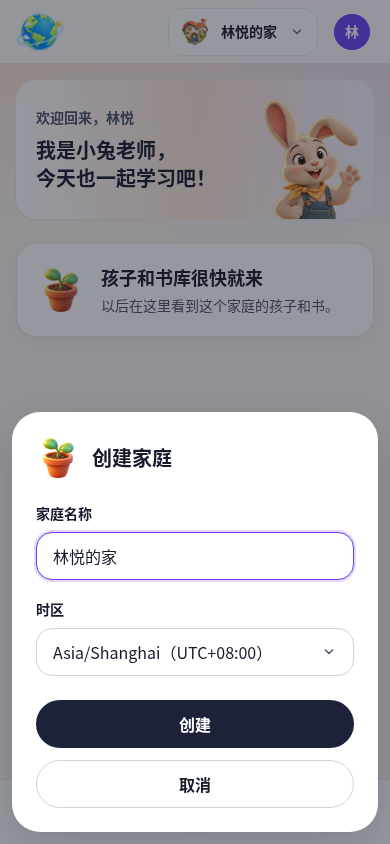 林悦的家
林
欢迎回来，林悦
我是小兔老师，
今天也一起学习吧！
孩子和书库很快就来
以后在这里看到这个家庭的孩子和书。
创建家庭
家庭名称
林悦的家
时区
Asia/Shanghai（UTC+08:00）
创建
取消